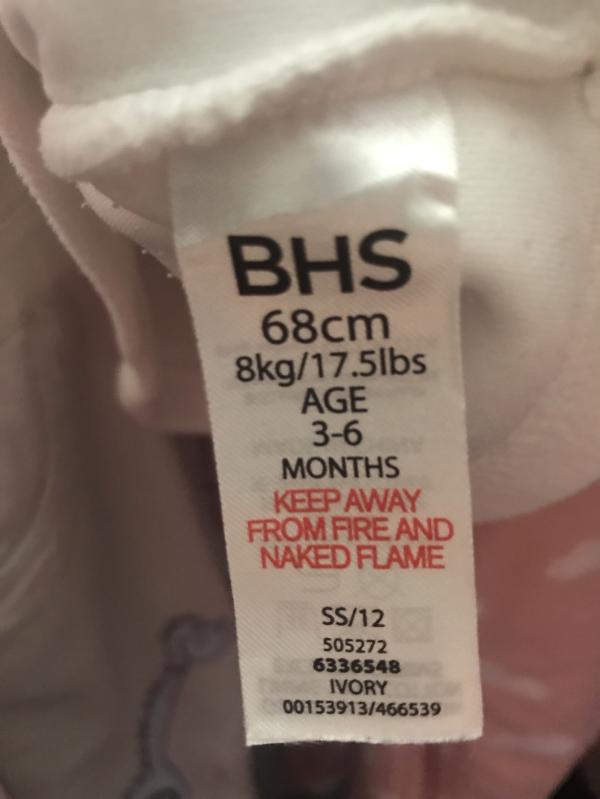 BHS
68cm
8kg/17.5lbs
AGE
3-6
MONTHS
KEEP AWAY
FROM FIRE AND
NAKED FLAME
SS/12
505272
6336548
IVORY
00153913/466539